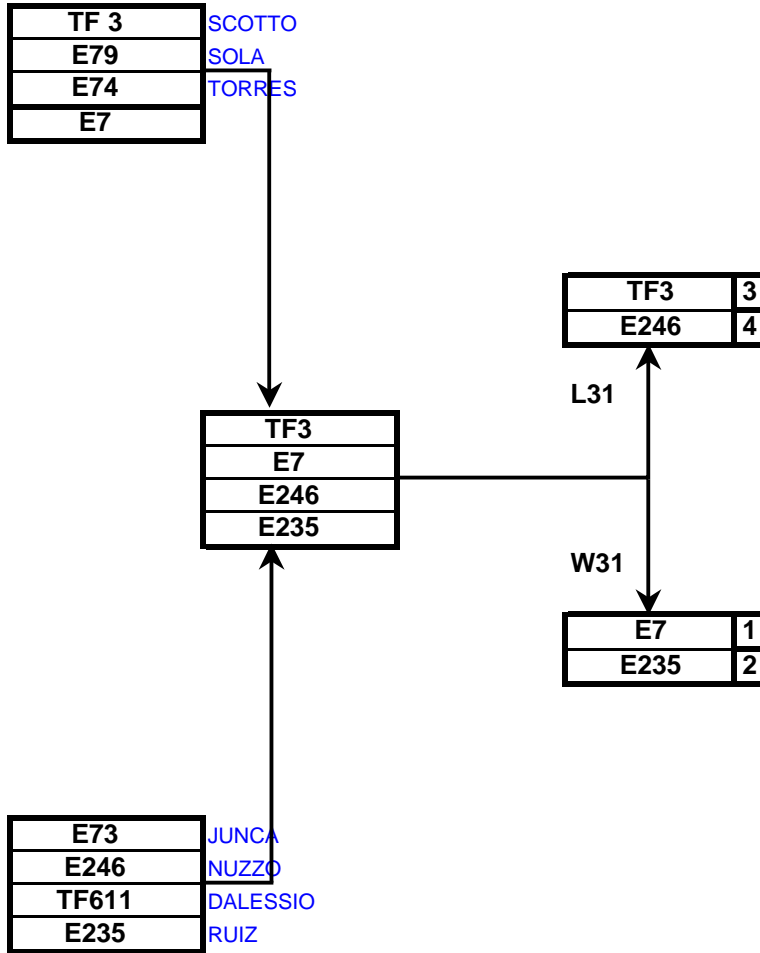 TF 3 SCOTTO
E79 SOLA
E74 TORRES
E7
TF3 3
E246 4
L31
TF3
E7
E246
E235
W31
E7 1
E235 2
E73 JUNCA
E246 NUZZO
TF611 DALESSIO
E235 RUIZ